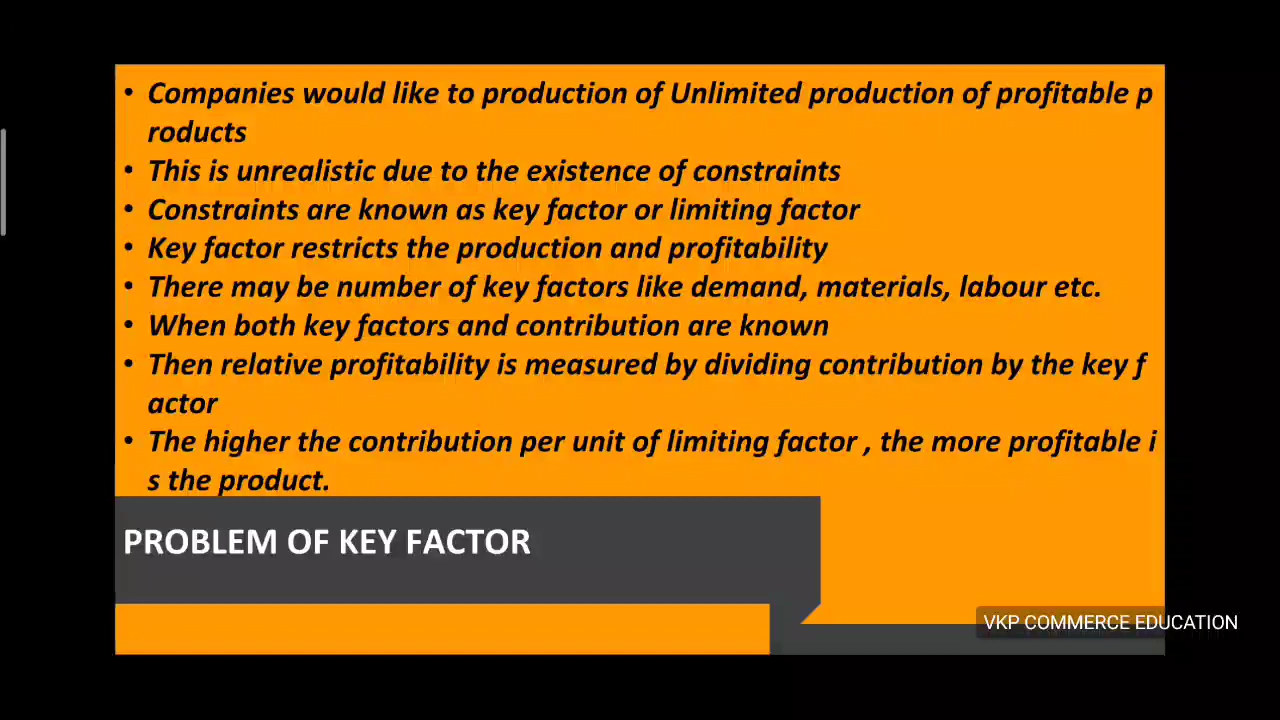 • Companies would like to production of Unlimited production of profitable p
roducts
• This is unrealistic due to the existence of constraints
• Constraints are known as key factor or limiting factor
• Key factor restricts the production and profitability
• There may be number of key factors like demand, materials, labour etc.
• When both key factors and contribution are known
• Then relative profitability is measured by dividing contribution by the key f
actor
• The higher the contribution per unit of limiting factor , the more profitable i
s the product.
PROBLEM OF KEY FACTOR
VKP COMMERCE EDUCATION